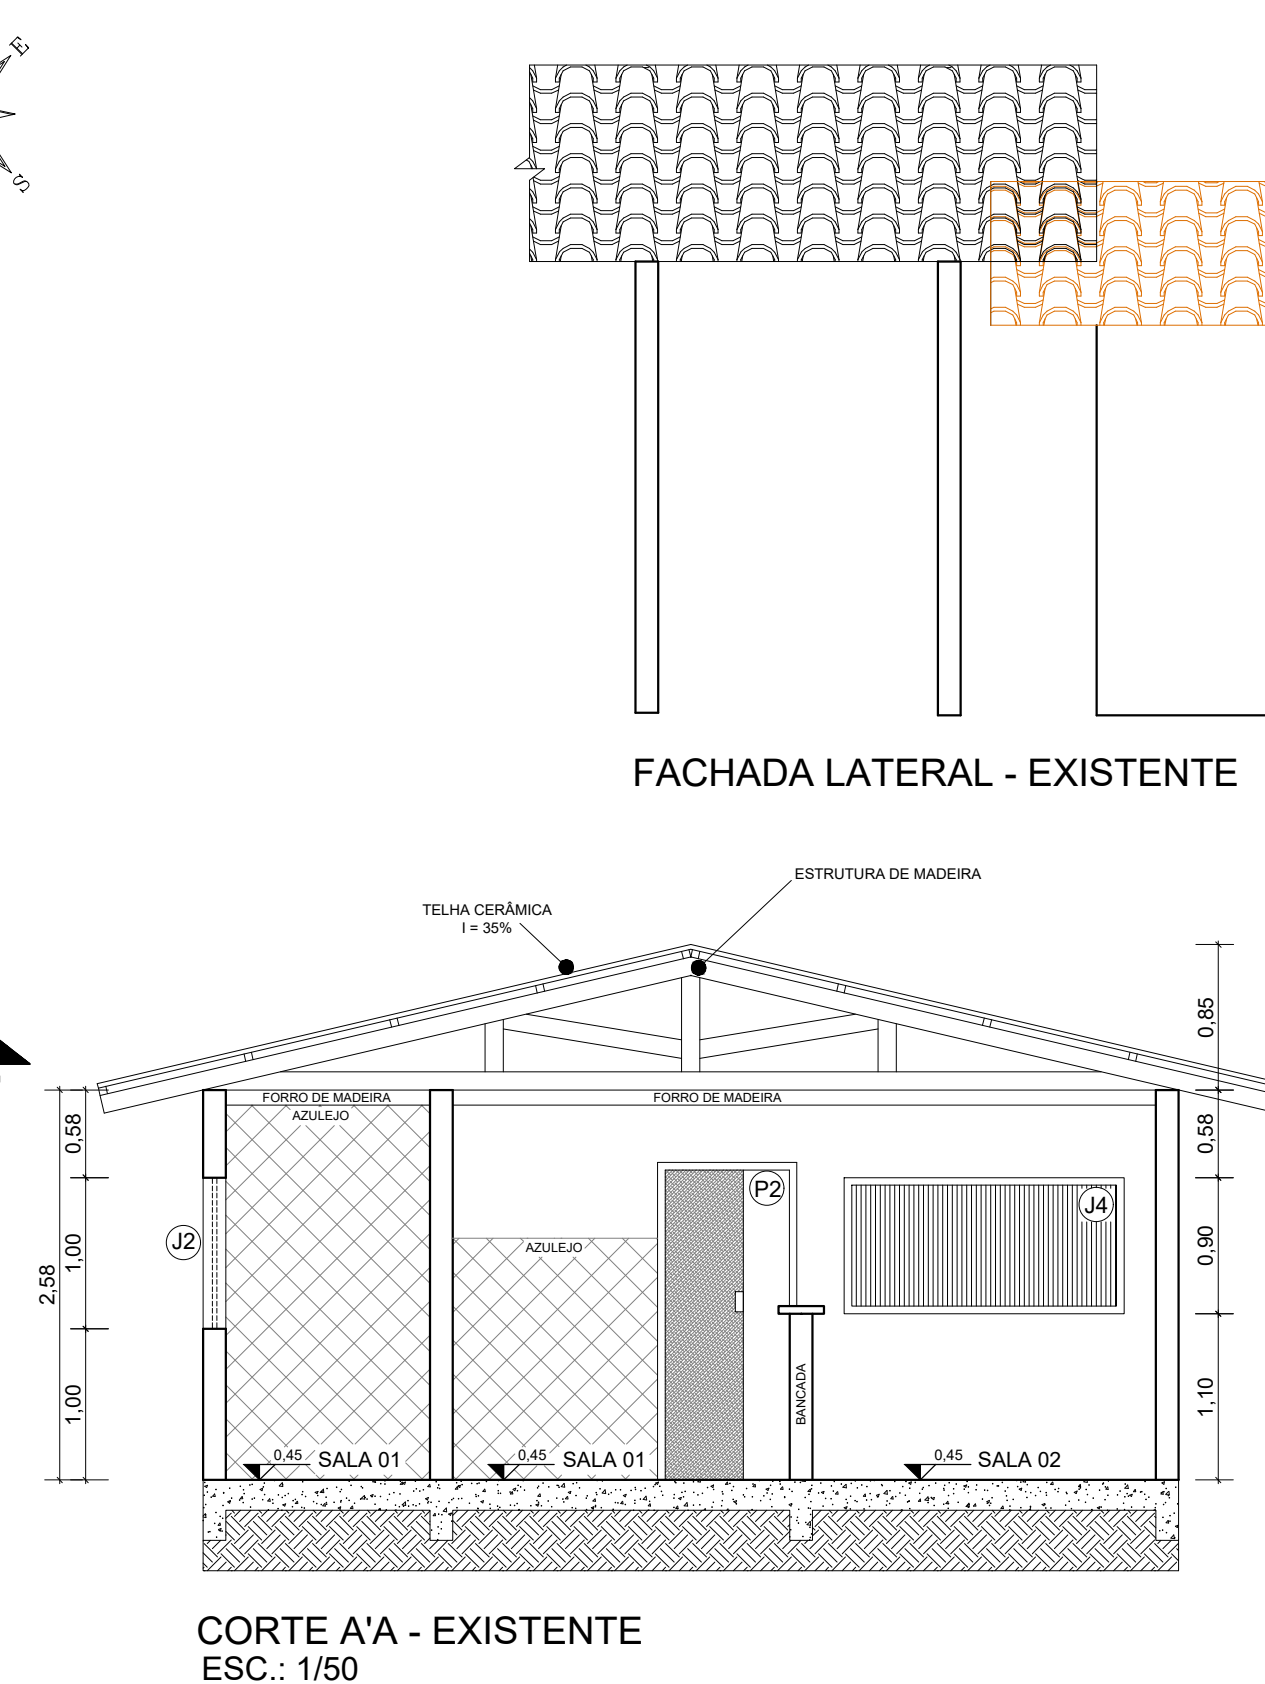 E
S
FACHADA LATERAL - EXISTENTE
ESTRUTURA DE MADEIRA
TELHA CERÂMICA
I = 35%
0,85
FORRO DE MADEIRA
FORRO DE MADEIRA
AZULEJO
0,58
0,58
P2
J4
J2
1,00
AZULEJO
0,90
2,58
1,00
BANCADA
1,10
0,45 SALA 01
0,45 SALA 01
0,45 SALA 02
CORTE A'A - EXISTENTE
ESC.: 1/50